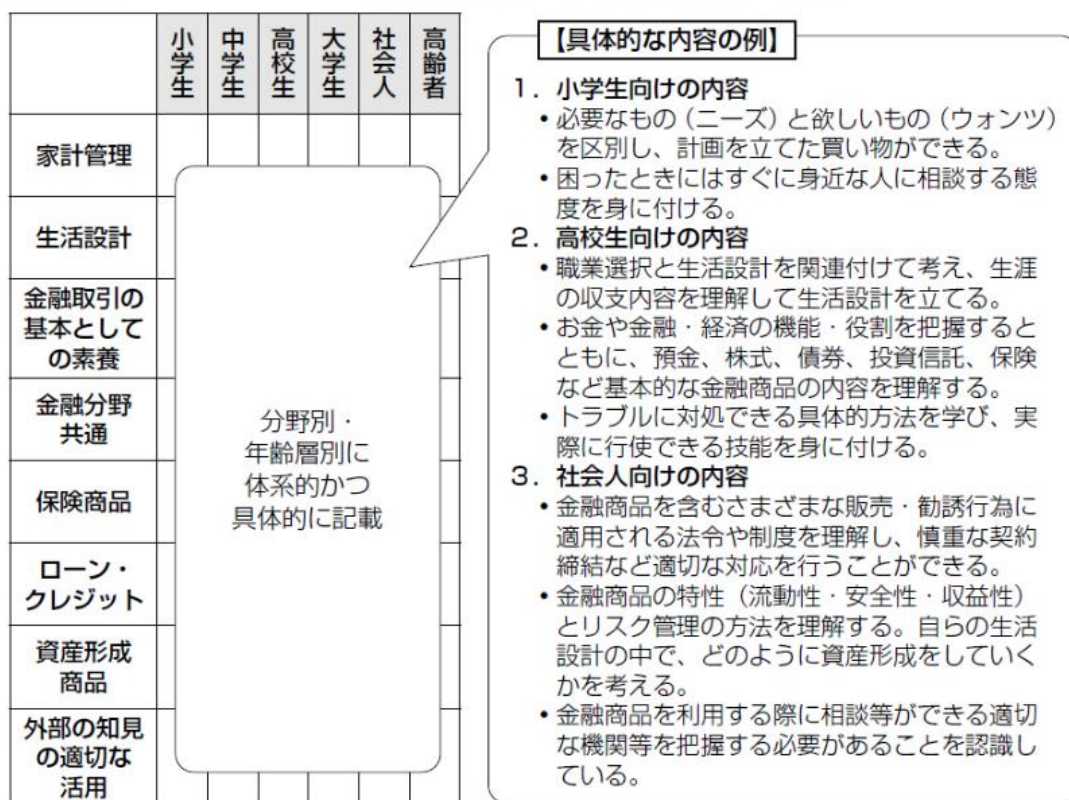 小学生
中学生
高校生
大学生
社会人
高齢者
家計管理
生活設計
金融取引の
基本として
の素養
金融分野
共通
保険商品
ローン・
クレジット
資産形成
商品
外部の知見
の適切な
活用
分野別・
年齢層別に
体系的かつ
具体的に記載
【具体的な内容の例】
1．小学生向けの内容
•必要なもの（ニーズ）と欲しいもの（ウォンツ）
を区別し、計画を立てた買い物ができる。
•困ったときにはすぐに身近な人に相談する態
度を身に付ける。
2．高校生向けの内容
•職業選択と生活設計を関連付けて考え、生涯
の収支内容を理解して生活設計を立てる。
•お金や金融・経済の機能・役割を把握すると
ともに、預金、株式、債券、投資信託、保険
など基本的な金融商品の内容を理解する。
•トラブルに対処できる具体的方法を学び、実
際に行使できる技能を身に付ける。
3．社会人向けの内容
•金融商品を含むさまざまな販売・勧誘行為に
適用される法令や制度を理解し、慎重な契約
締結など適切な対応を行うことができる。
•金融商品の特性（流動性・安全性・収益性）
とリスク管理の方法を理解する。自らの生活
設計の中で、どのように資産形成をしていく
かを考える。
•金融商品を利用する際に相談等ができる適切
な機関等を把握する必要があることを認識し
ている。